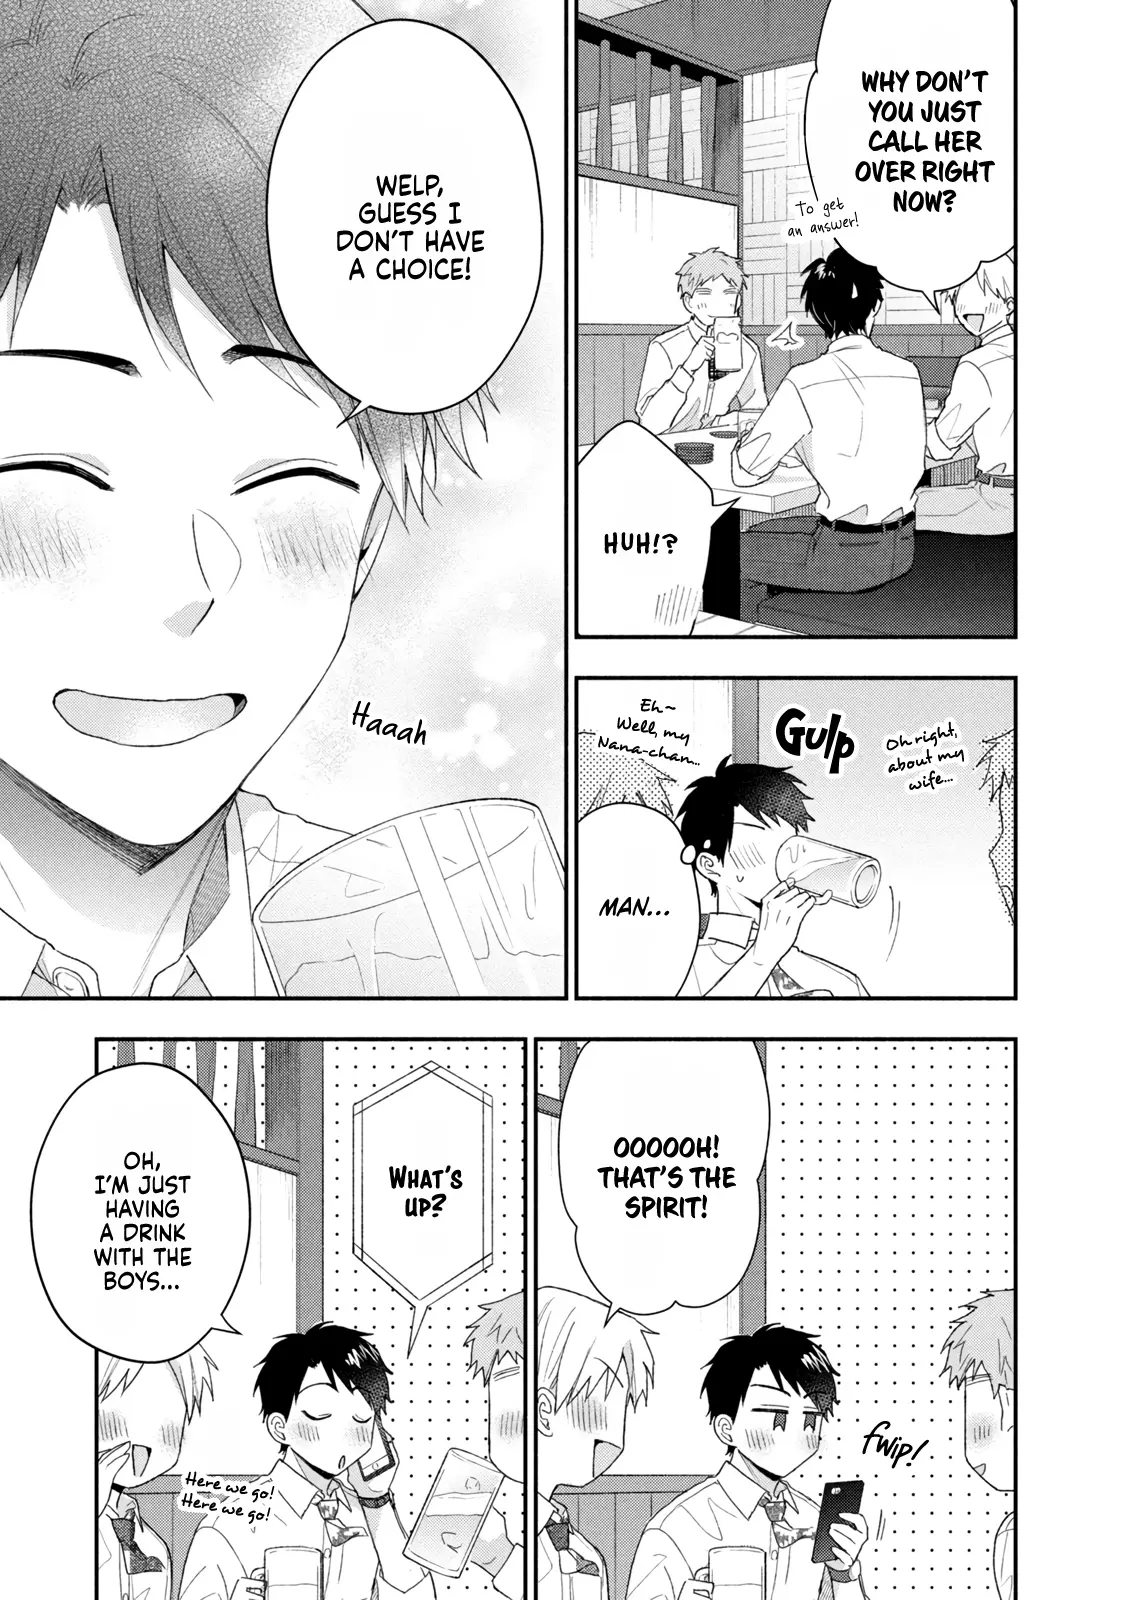 WHY DON'T
YOU JUST
CALL HER
OVER RIGHT
NOW?
To get
an answer!
HUH!?
Oh right,
about my
wife...
Gulp
Eh~
Well, my
Nana-chan...
MAN...
WELP,
GUESS I
DON'T HAVE
A CHOICE!
Haaah
OOOOOH!
THAT'S THE
SPIRIT!
fwip!
WHAT'S
UP?
OH,
I'M JUST
HAVING
A DRINK
WITH THE
BOYS...
Here we go!
Here we go!